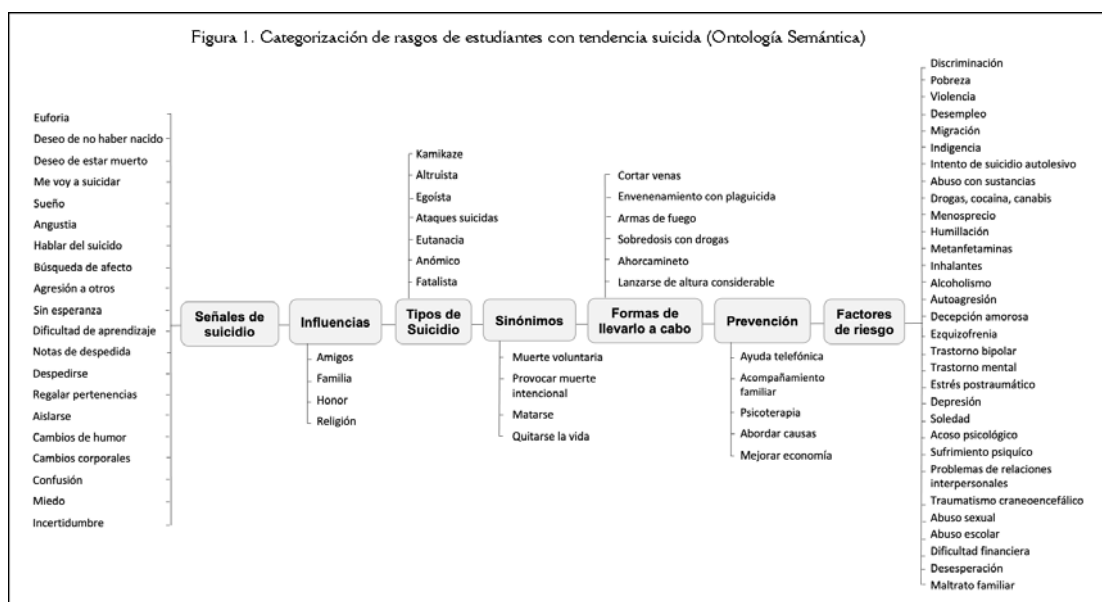 Figura 1. Categorización de rasgos de estudiantes con tendencia suicida (Ontología Semántica)
Euforia
Deseo de no haber nacido
Deseo de estar muerto
Me voy a suicidar
Sueño
Angustia
Hablar del suicido
Búsqueda de afecto
Agresión a otros
Sin esperanza
Dificultad de aprendizaje
Notas de despedida
Despedirse
Regalar pertenencias
Aislarse
Cambios de humor
Cambios corporales
Confusión
Miedo
Incertidumbre
Señales de
suicidio
Influencias
Amigos
Familia
Honor
Religión
Kamikaze
Altruista
Egoísta
Ataques suicidas
Eutanacia
Anómico
Fatalista
Tipos de
Suicidio
Sinónimos
Muerte voluntaria
Provocar muerte
intencional
Matarse
Quitarse la vida
Cortar venas
Envenenamiento con plaguicida
Armas de fuego
Sobredosis con drogas
Ahorcamineto
Lanzarse de altura considerable
Formas de
llevarlo a cabo
Prevención
Ayuda telefónica
Acompañamiento
familiar
Psicoterapia
Abordar causas
Mejorar economía
Factores
de riesgo
Discriminación
Pobreza
Violencia
Desempleo
Migración
Indigencia
Intento de suicidio autolesivo
Abuso con sustancias
Drogas, cocaina, canabis
Menosprecio
Humillación
Metanfetaminas
Inhalantes
Alcoholismo
Autoagresión
Decepción amorosa
Ezquizofrenia
Trastorno bipolar
Trastorno mental
Estrés postraumático
Depresión
Soledad
Acoso psicológico
Sufrimiento psiquíco
Problemas de relaciones
interpersonales
Traumatismo craneoencefálico
Abuso sexual
Abuso escolar
Dificultad financiera
Desesperación
Maltrato familiar